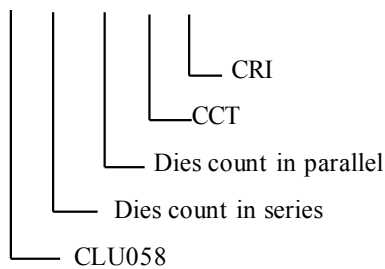 CRI
CCT
Dies count in parallel
Dies count in series
CLU058